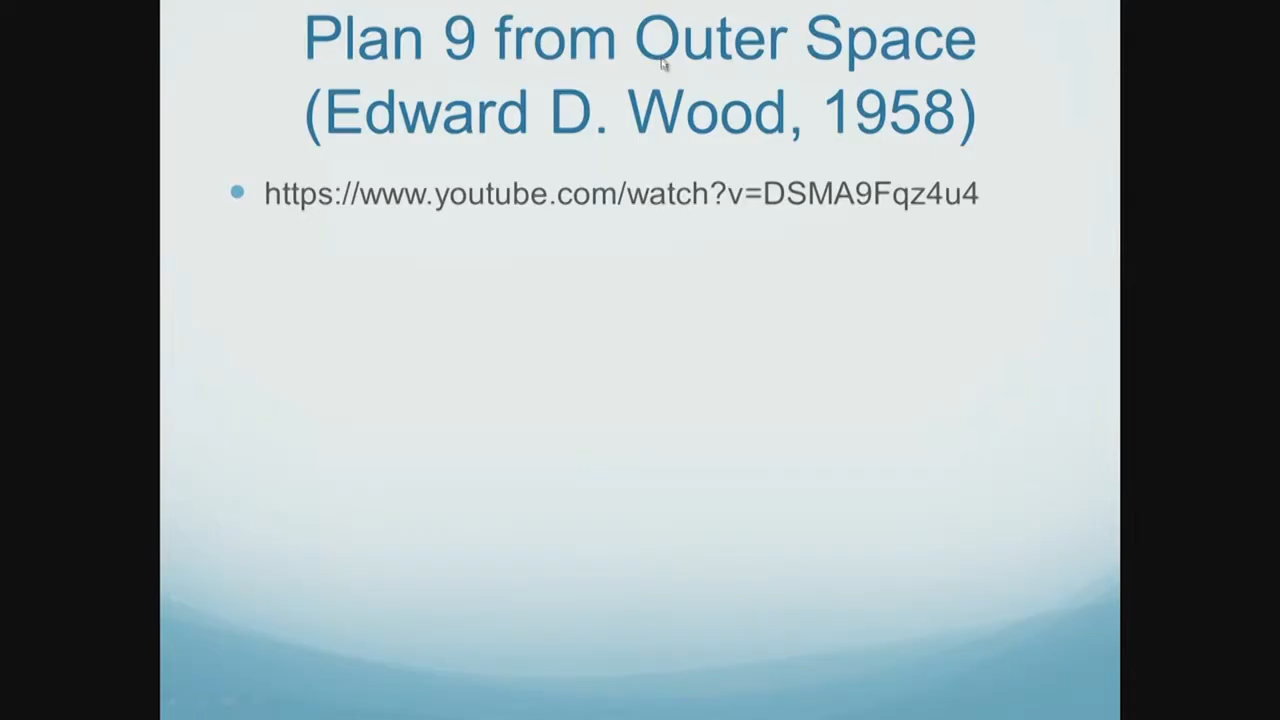 Plan 9 from Outer Space
(Edward D. Wood, 1958)
https://www.youtube.com/watch?v=DSMA9Fqz4u4